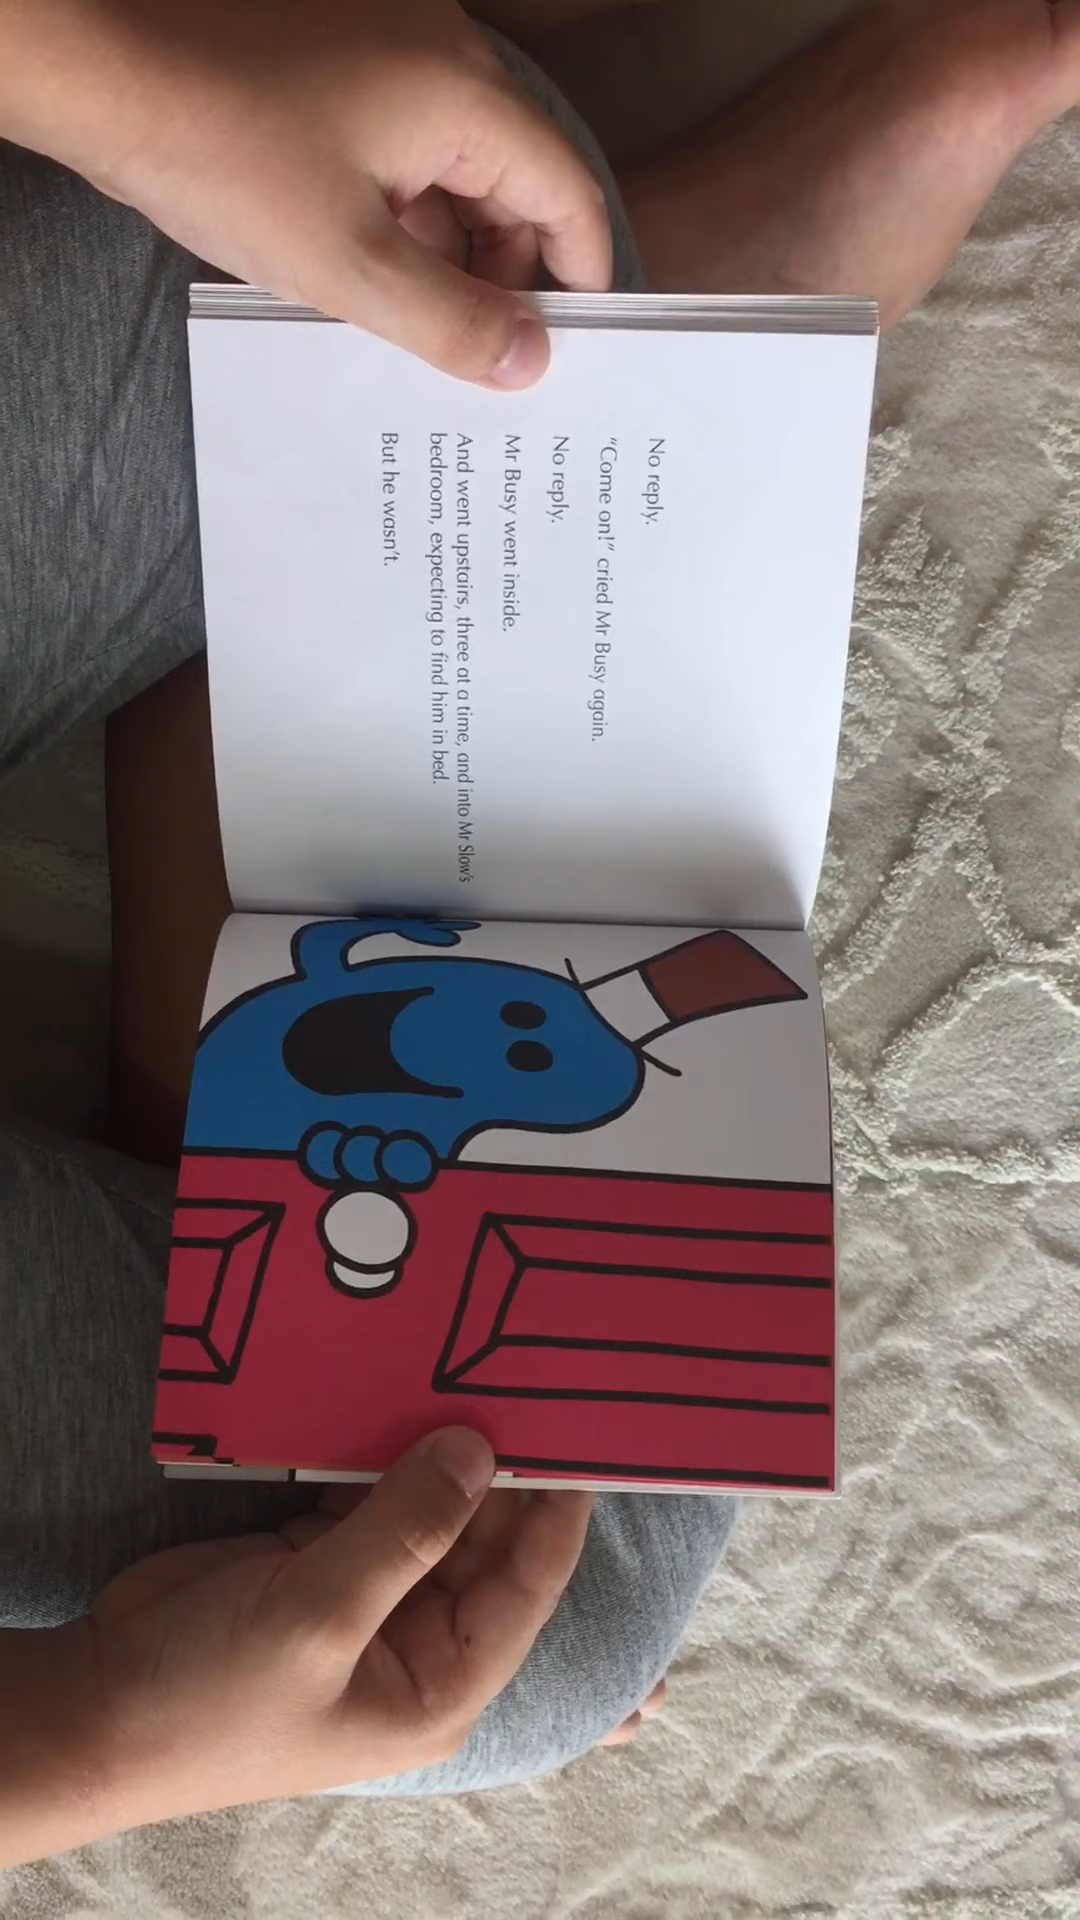 No reply.
"Come on!" cried Mr Busy again.
No reply.
Mr Busy went inside.
And went upstairs, three at a time, and into Mr Slow's
bedroom, expecting to find him in bed.
But he wasn't.